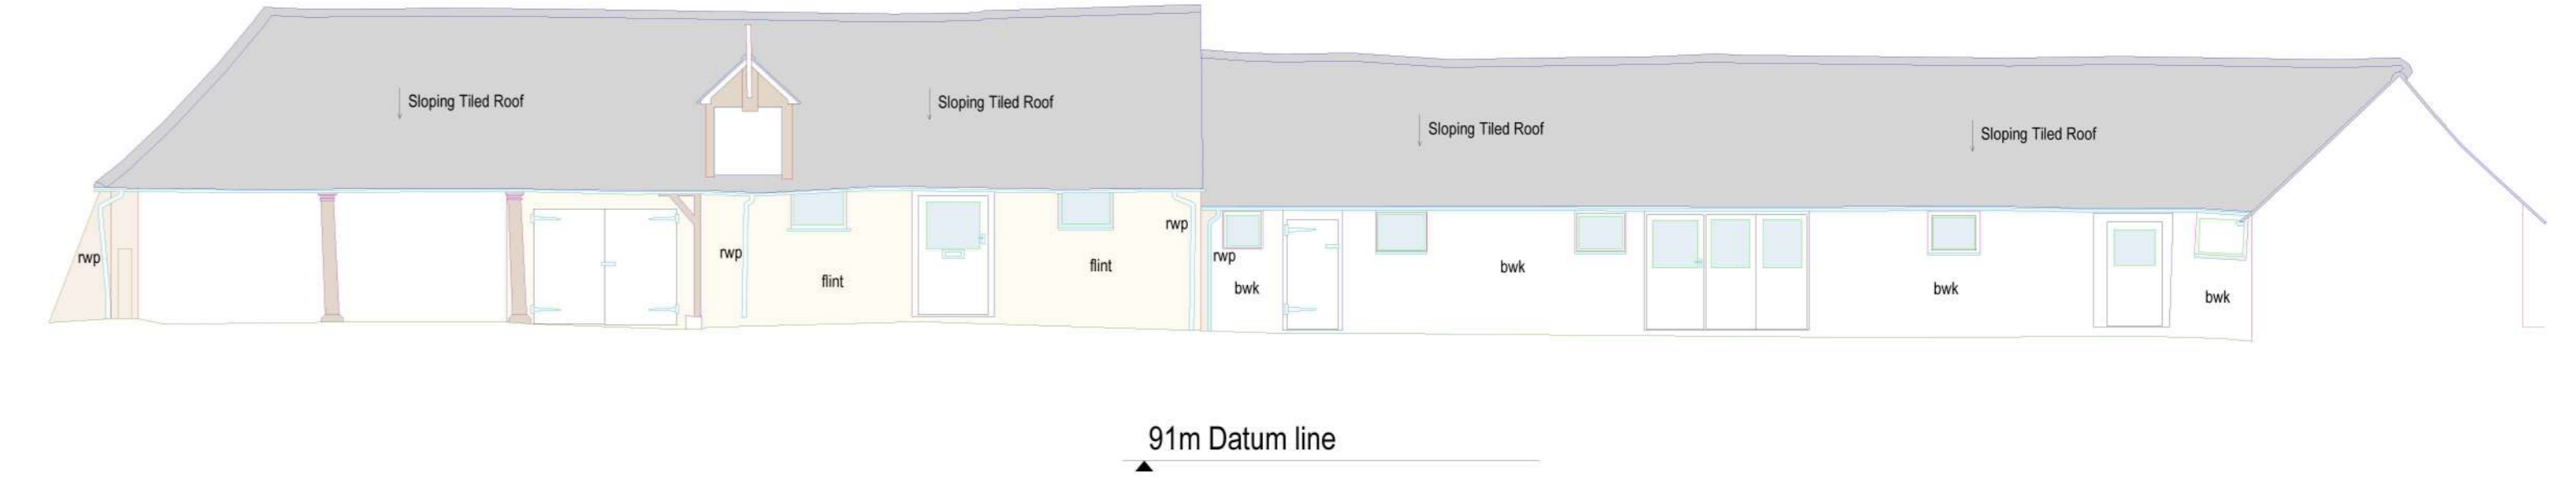 Sloping Tiled Roof
Sloping Tiled Roof
Sloping Tiled Roof
Sloping Tiled Roof
rwp
rwp
flint
flint
rwp
rwp
bwk
bwk
bwk
bwk
91m Datum line